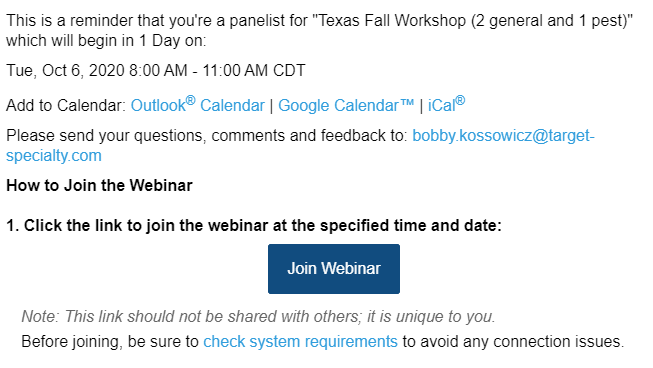 This is a reminder that you're a panelist for "Texas Fall Workshop (2 general and 1 pest)"
which will begin in 1 Day on:
Tue, Oct 6, 2020 8:00 AM - 11:00 AM CDT
Add to Calendar: Outlook® Calendar | Google Calendar™ | iCal®
Please send your questions, comments and feedback to: bobby.kossowicz@target-
specialty.com
How to Join the Webinar
1. Click the link to join the webinar at the specified time and date:
Join Webinar
Note: This link should not be shared with others; it is unique to you.
Before joining, be sure to check system requirements to avoid any connection issues.